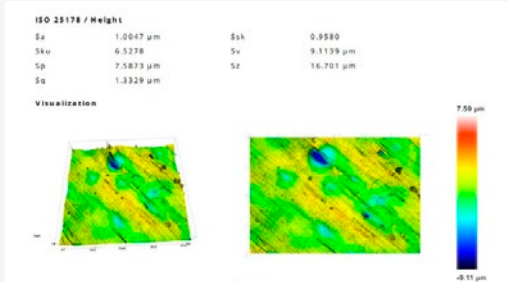 ISO 25178 / Height
Sa 1.0047 µm Ssk 0.9580
Sku 6.5278 Sv 9.1139 µm
Sp 7.5873 µm Sz 16.701 µm
Sq 1.3329 µm
Visualization
7.59 µm
-9.11 µm